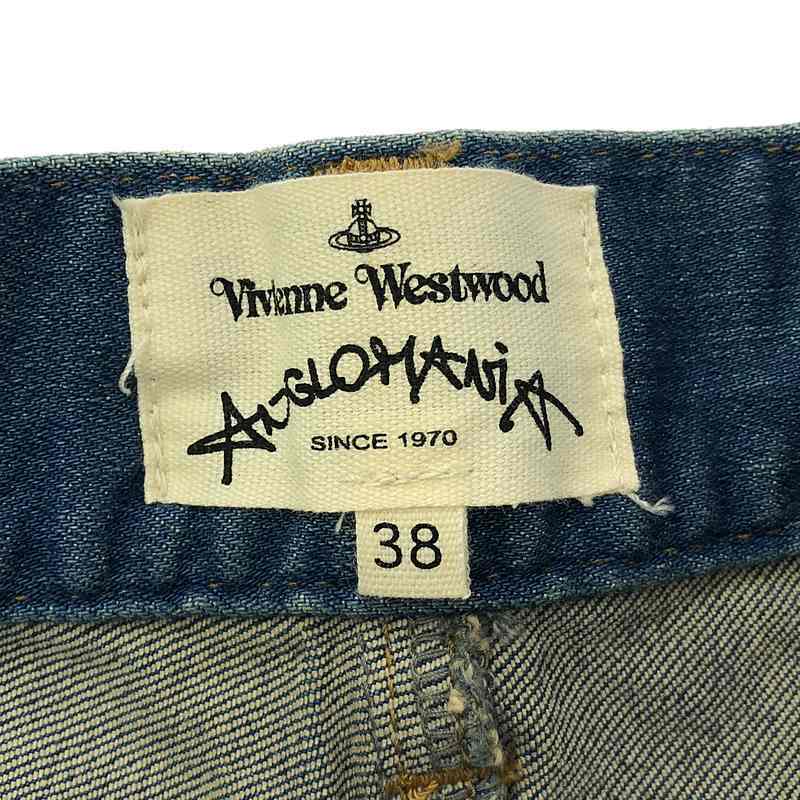 Vivienne Westwood
ANGLOMANiA
SINCE 1970
38